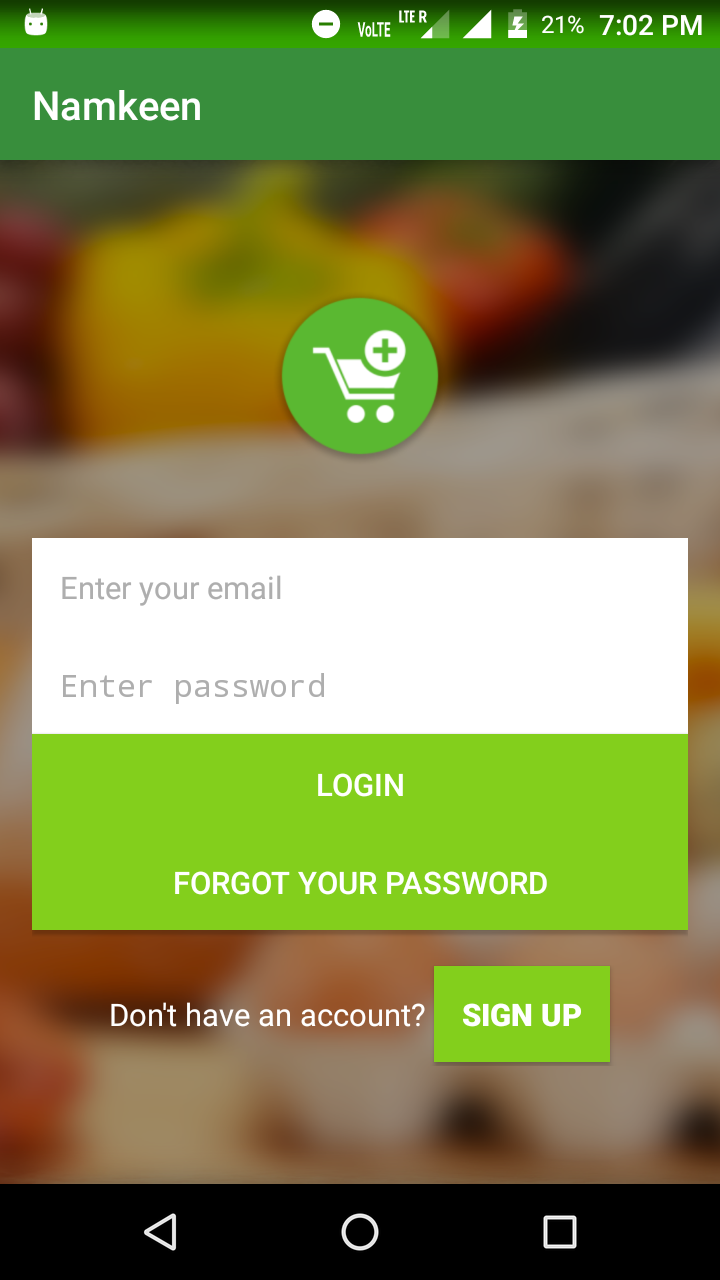 VoLTE LTE R 21% 7:02 PM
Namkeen
Enter your email
Enter password
LOGIN
FORGOT YOUR PASSWORD
Don't have an account? SIGN UP